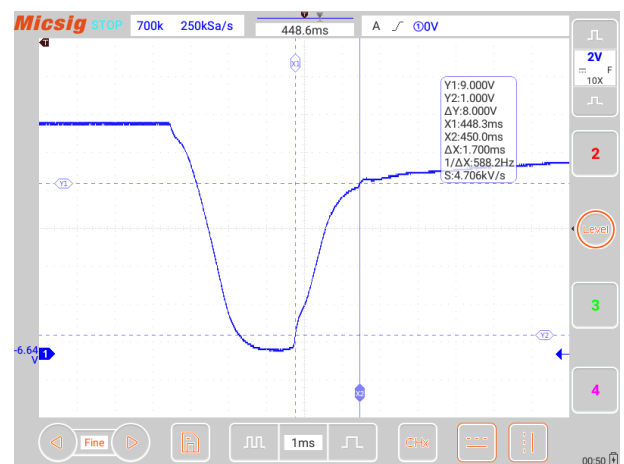 Micsig STOP 700k 250kSa/s 448.6ms A ①0V
T
X1
2V
F
10X
Y1:9.000V
Y2:1.000V
ΔY:8.000V
X1:448.3ms
X2:450.0ms
ΔX:1.700ms
1/ΔX:588.2Hz
S:4.706kV/s
2
Y1
Level
3
Y2
-6.64
V
1
X2
4
Fine 1ms CHx
00:50